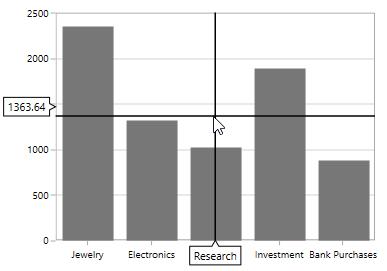 2500
2000
1363.64
1000
500
0
Jewelry
Electronics
Research
Investment
Bank Purchases